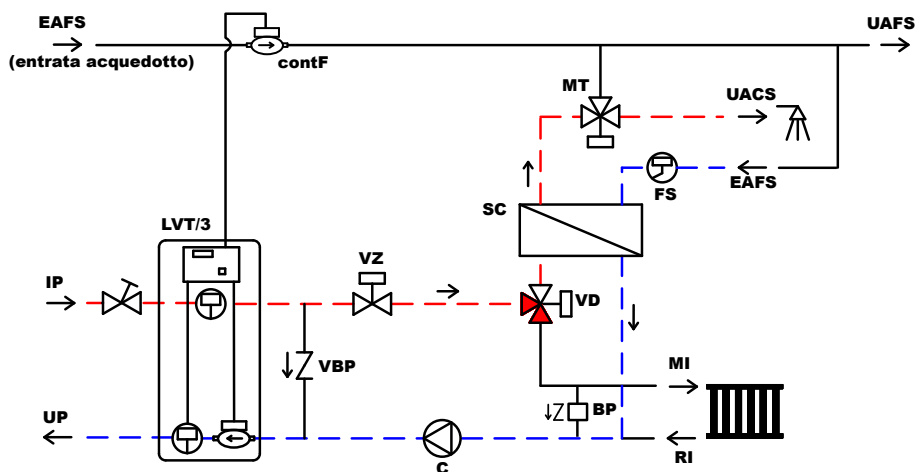 EAFS
UAFS
(entrata acquedotto)
contF
MT
UACS
FS
EAFS
SC
LVT/3
VZ
IP
VD
VBP
MI
BP
UP
C
RI